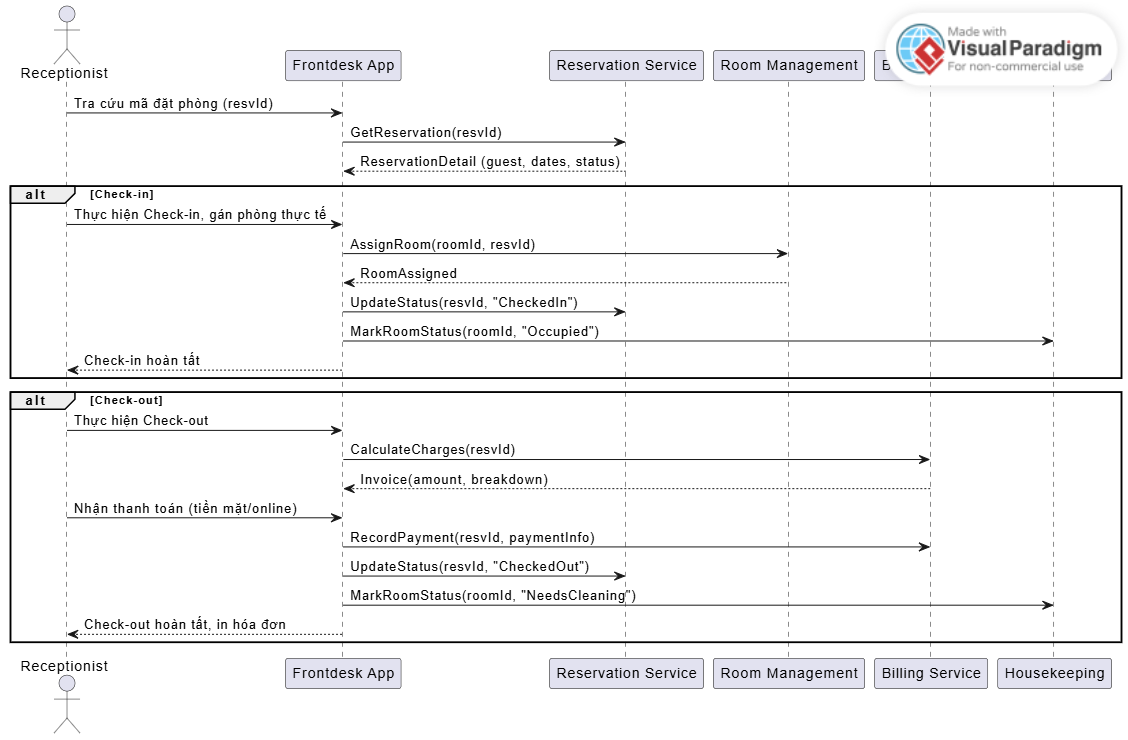 Made with
VisualParadigm
For non-commercial use
Receptionist
Frontdesk App
Reservation Service
Room Management
Tra cứu mã đặt phòng (resvId)
GetReservation(resvId)
ReservationDetail (guest, dates, status)
alt
[Check-in]
Thực hiện Check-in, gán phòng thực tế
AssignRoom(roomId, resvId)
RoomAssigned
UpdateStatus(resvId, "CheckedIn")
MarkRoomStatus(roomId, "Occupied")
Check-in hoàn tất
alt
[Check-out]
Thực hiện Check-out
CalculateCharges(resvId)
Invoice(amount, breakdown)
Nhận thanh toán (tiền mặt/online)
RecordPayment(resvId, paymentInfo)
UpdateStatus(resvId, "CheckedOut")
MarkRoomStatus(roomId, "NeedsCleaning")
Check-out hoàn tất, in hóa đơn
Receptionist
Frontdesk App
Reservation Service
Room Management
Billing Service
Housekeeping